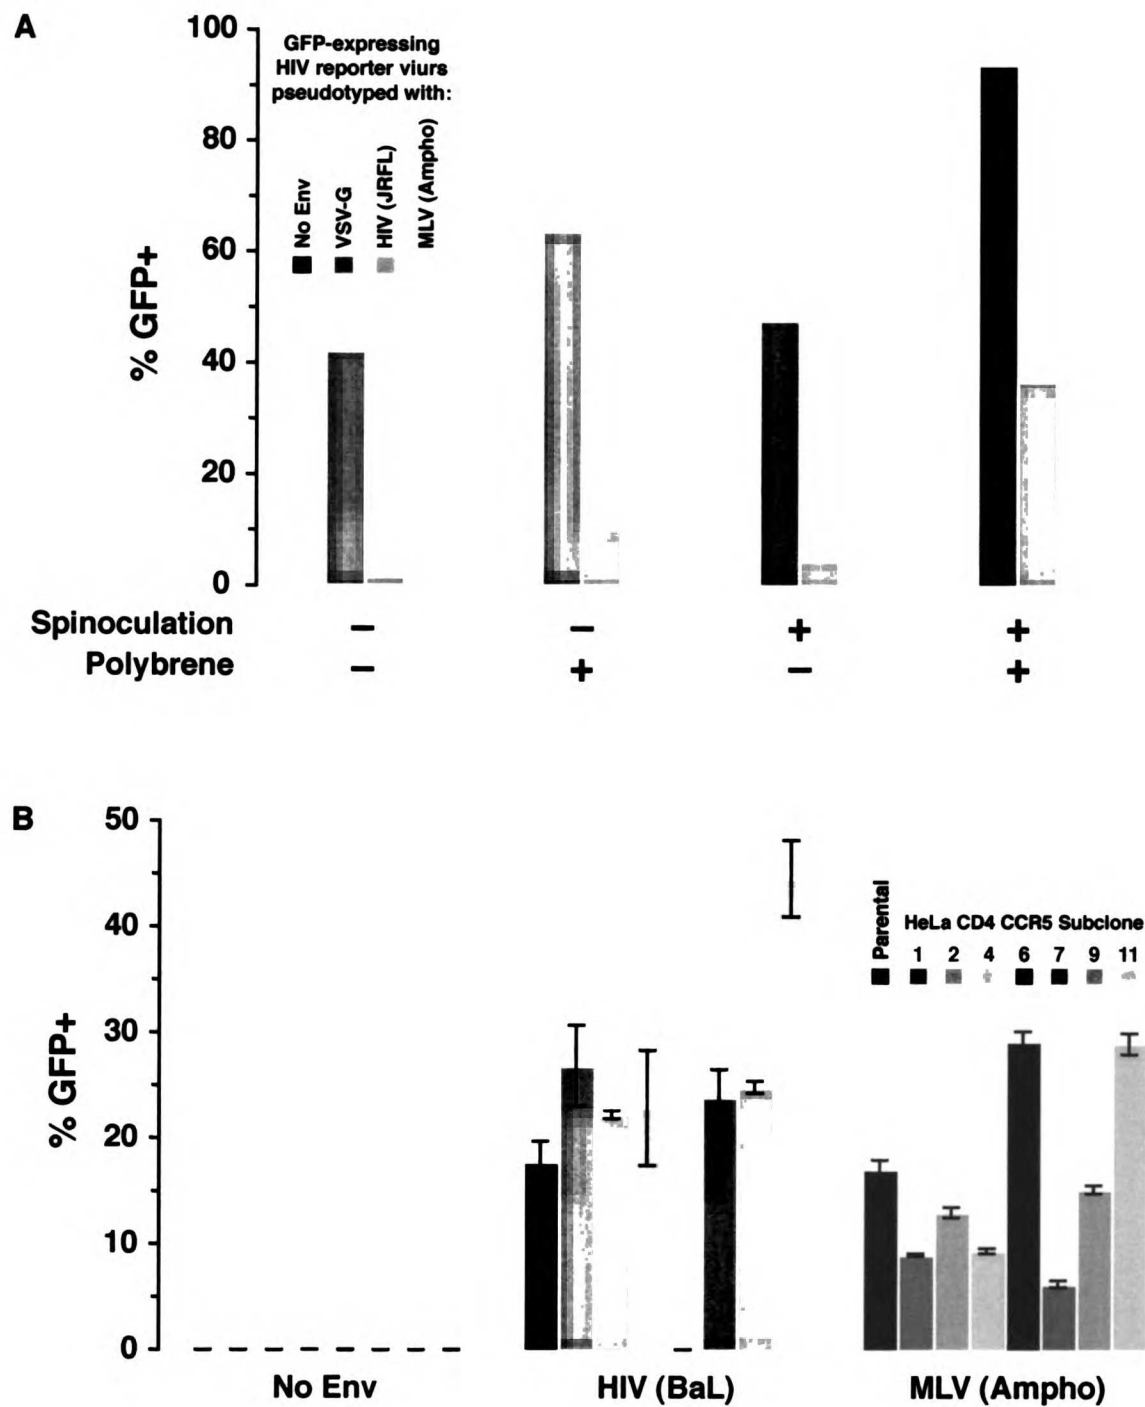 A
100
80
60
40
20
0
% GFP+
GFP-expressing
HIV reporter viurs
pseudotyped with:
No Env
VSV-G
HIV (JRFL)
MLV (Ampho)
Spinoculation − − + +
Polybrene − + − +
B
50
40
30
20
10
0
% GFP+
Parental
HeLa CD4 CCR5 Subclone
1 2 4 6 7 9 11
No Env HIV (BaL) MLV (Ampho)